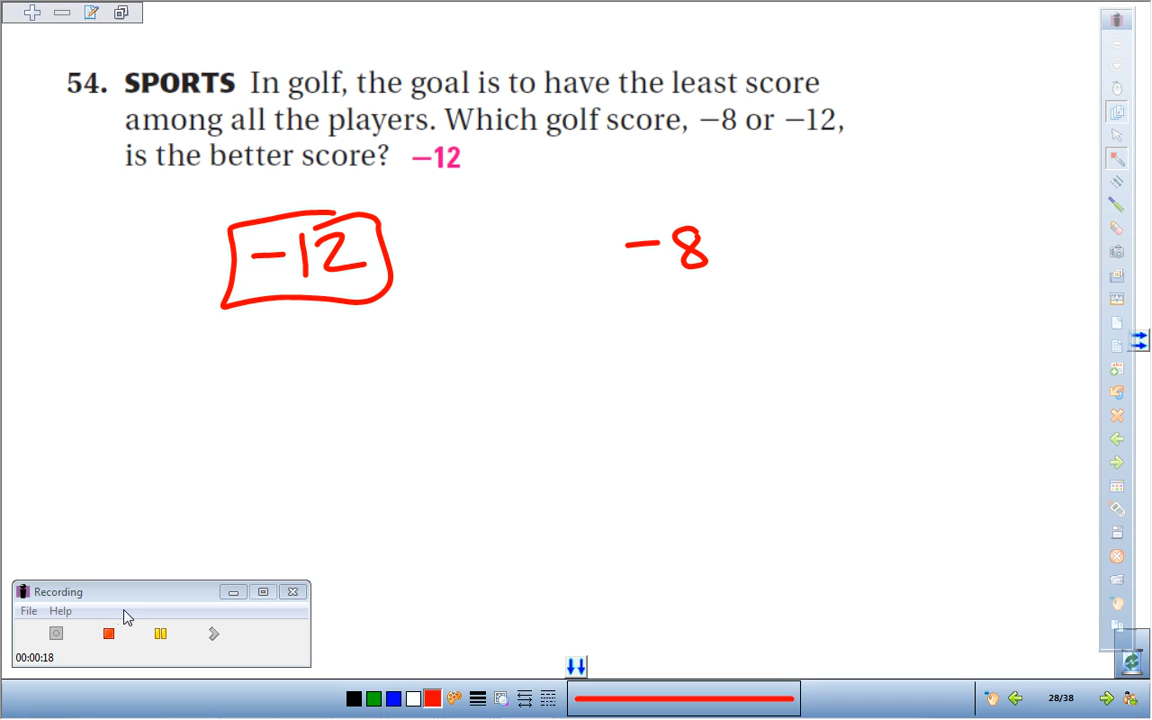 54. SPORTS In golf, the goal is to have the least score
among all the players. Which golf score, −8 or −12,
is the better score? −12
−12 −8
Recording
File Help
00:00:18
28/38